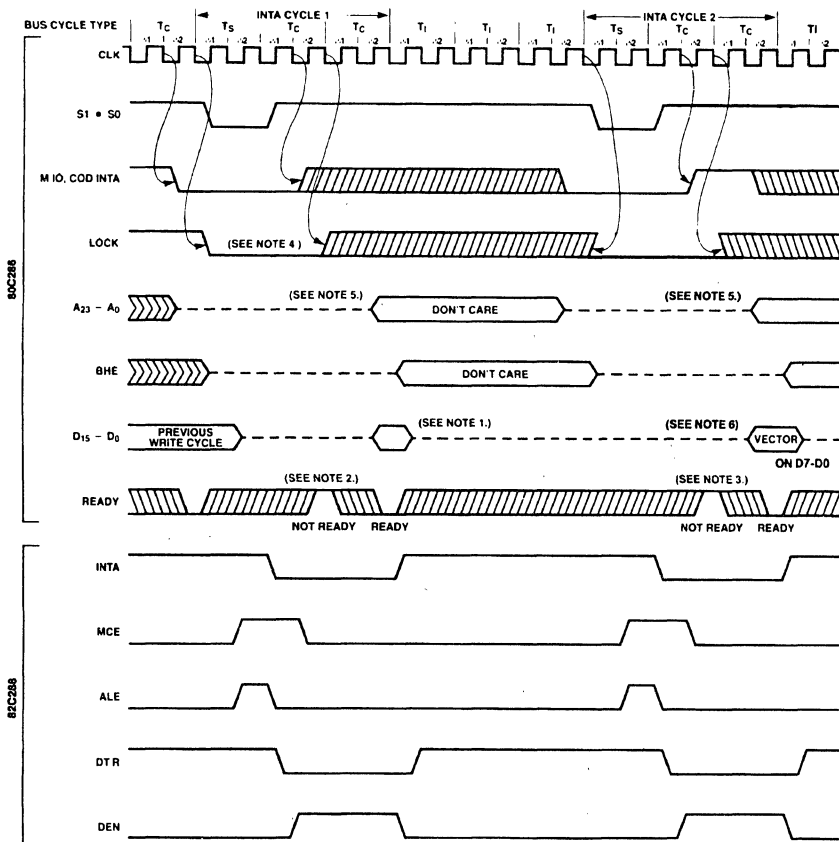 INTA CYCLE 1 INTA CYCLE 2
BUS CYCLE TYPE TC TS TC TC TI TI TI TS TC TC TI
CLK
S1 • S0
M IO, COD INTA
LOCK (SEE NOTE 4 )
80C286
(SEE NOTE 5.) (SEE NOTE 5.)
A23 – A0 DON'T CARE
BHE DON'T CARE
(SEE NOTE 1.) (SEE NOTE 6)
D15 – D0 PREVIOUS WRITE CYCLE VECTOR
ON D7-D0
(SEE NOTE 2.) (SEE NOTE 3.)
READY
NOT READY READY NOT READY READY
INTA
MCE
82C288
ALE
DT R
DEN